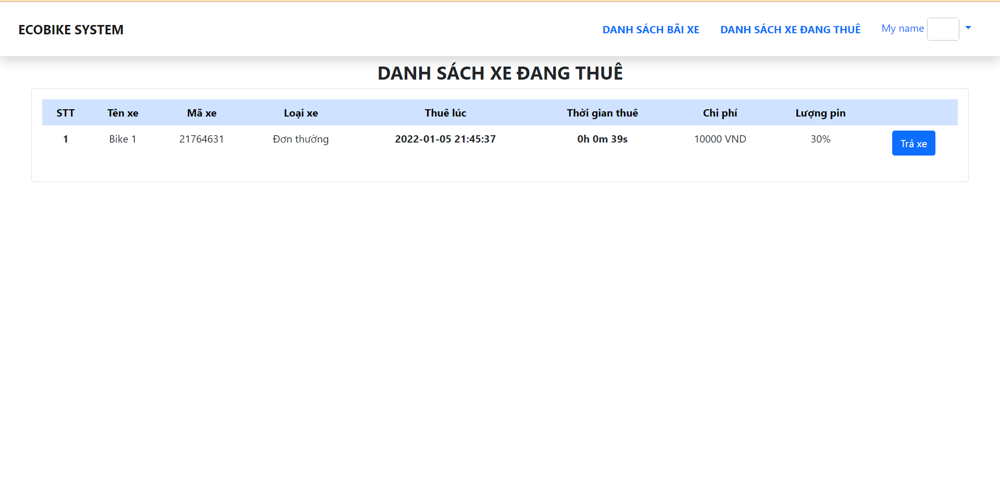 ECOBIKE SYSTEM DANH SÁCH BÃI XE DANH SÁCH XE ĐANG THUÊ My name
DANH SÁCH XE ĐANG THUÊ
STT Tên xe Mã xe Loại xe Thuê lúc Thời gian thuê Chi phí Lượng pin
1 Bike 1 21764631 Đơn thường 2022-01-05 21:45:37 0h 0m 39s 10000 VND 30% Trả xe